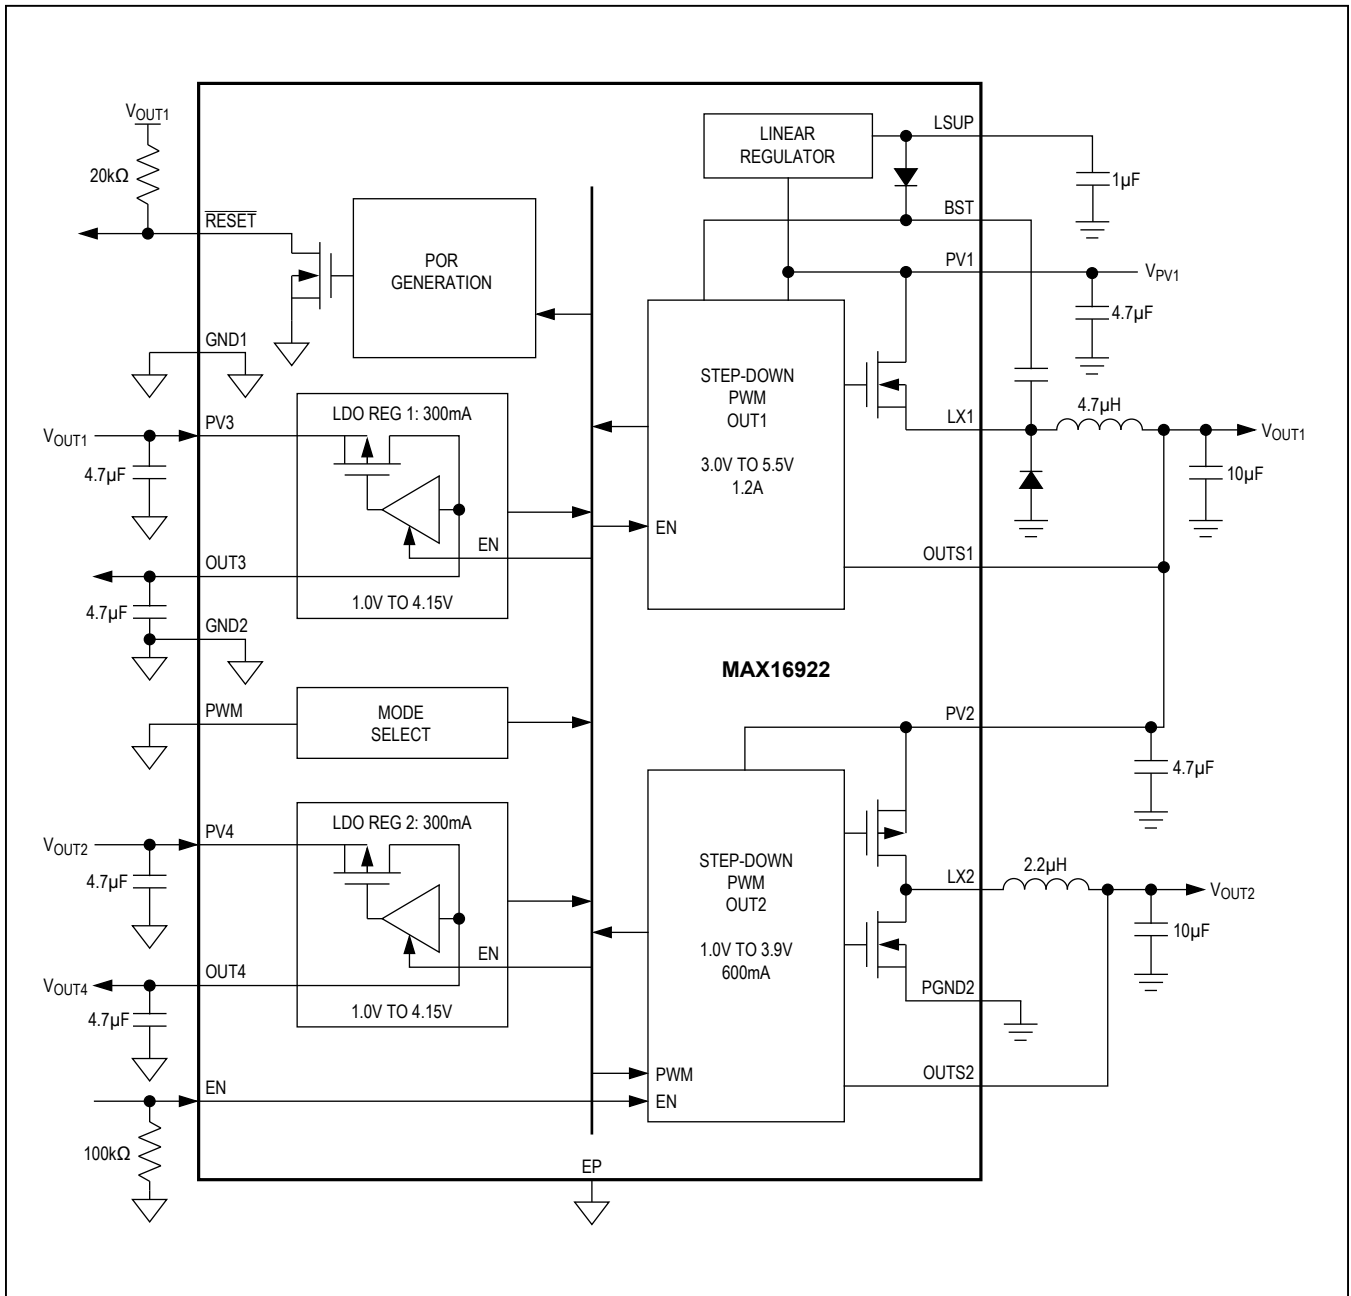 VOUT1
20kΩ
RESET
POR
GENERATION
GND1
LINEAR
REGULATOR
LSUP
1µF
BST
PV1
VPV1
4.7µF
STEP-DOWN
PWM
OUT1
3.0V TO 5.5V
1.2A
EN
LX1
4.7µH
VOUT1
10µF
OUTS1
VOUT1
PV3
4.7µF
LDO REG 1: 300mA
EN
1.0V TO 4.15V
OUT3
4.7µF
GND2
MAX16922
PWM
MODE
SELECT
PV2
4.7µF
VOUT2
PV4
4.7µF
LDO REG 2: 300mA
EN
1.0V TO 4.15V
VOUT4
OUT4
4.7µF
STEP-DOWN
PWM
OUT2
1.0V TO 3.9V
600mA
PWM
EN
LX2
2.2µH
VOUT2
10µF
PGND2
OUTS2
EN
100kΩ
EP